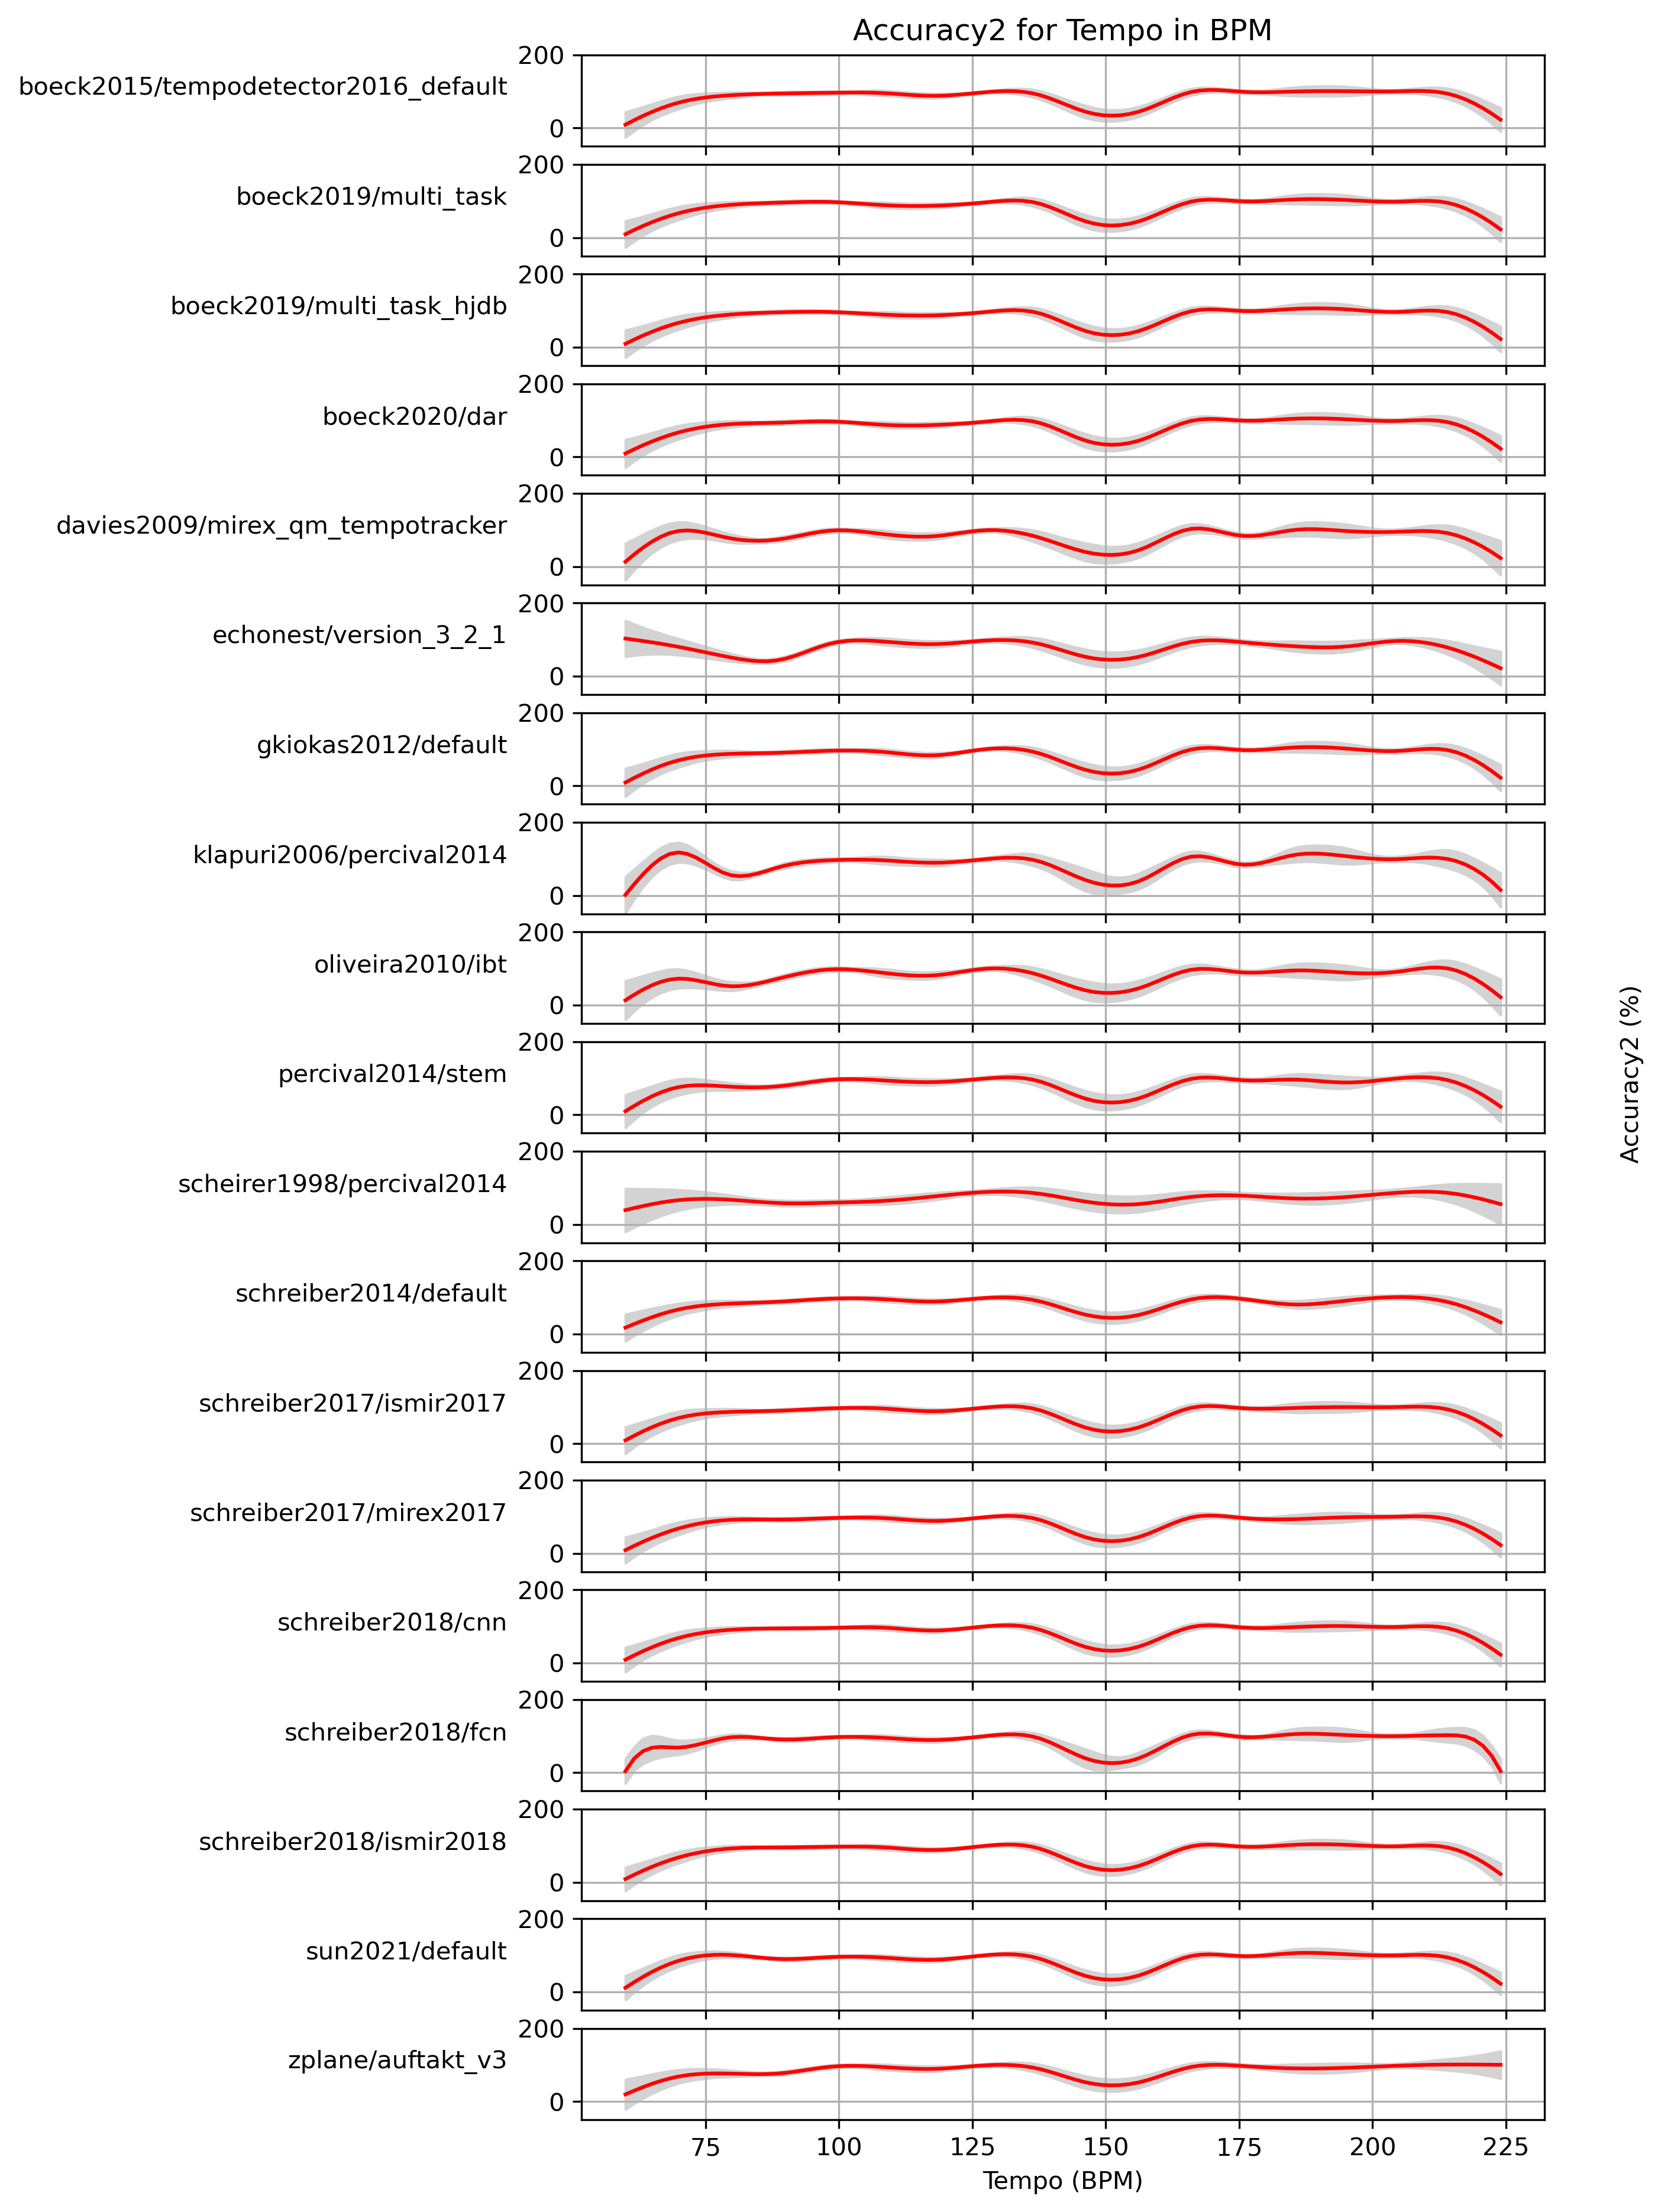 Accuracy2 for Tempo in BPM
200
boeck2015/tempodetector2016_default
0
200
boeck2019/multi_task
0
200
boeck2019/multi_task_hjdb
0
200
boeck2020/dar
0
200
davies2009/mirex_qm_tempotracker
0
200
echonest/version_3_2_1
0
200
gkiokas2012/default
0
200
klapuri2006/percival2014
0
200
oliveira2010/ibt
0
200
percival2014/stem
0
200
scheirer1998/percival2014
0
200
schreiber2014/default
0
200
schreiber2017/ismir2017
0
200
schreiber2017/mirex2017
0
200
schreiber2018/cnn
0
200
schreiber2018/fcn
0
200
schreiber2018/ismir2018
0
200
sun2021/default
0
200
zplane/auftakt_v3
0
75 100 125 150 175 200 225
Tempo (BPM)
Accuracy2 (%)